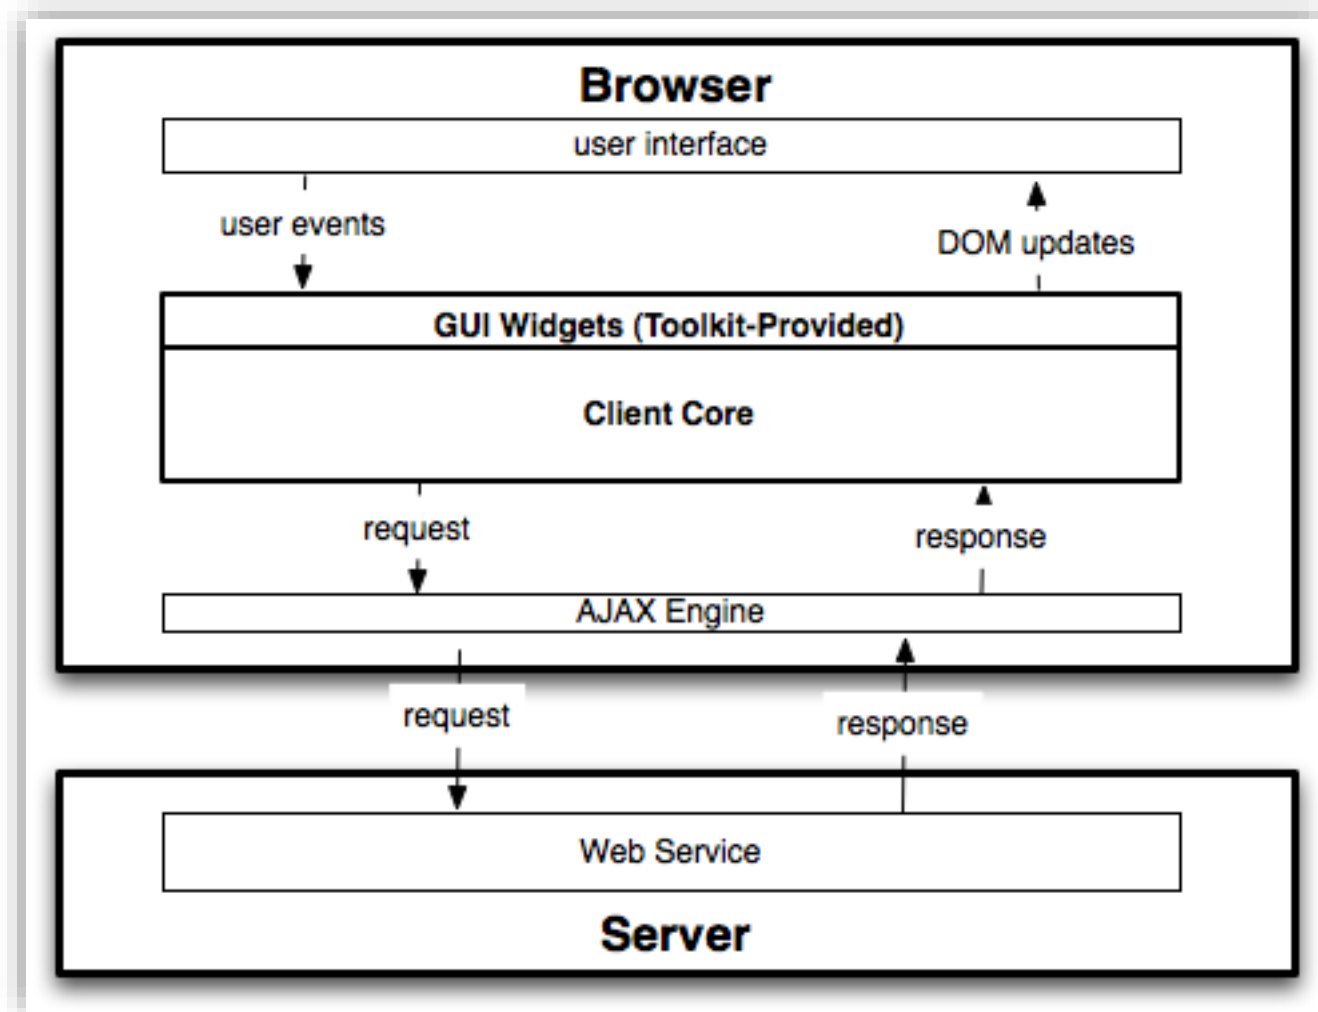 Browser
user interface
user events
DOM updates
GUI Widgets (Toolkit-Provided)
Client Core
request
response
AJAX Engine
request
response
Web Service
Server